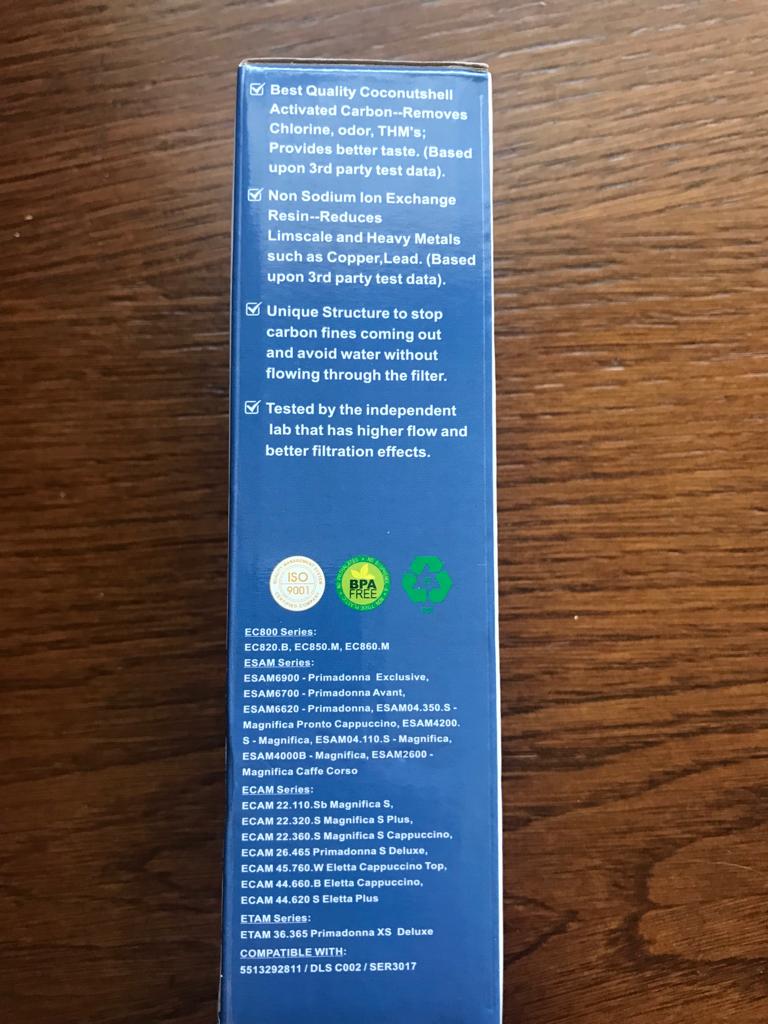 Best Quality Coconutshell
Activated Carbon--Removes
Chlorine, odor, THM's;
Provides better taste. (Based
upon 3rd party test data).
Non Sodium Ion Exchange
Resin--Reduces
Limscale and Heavy Metals
such as Copper,Lead. (Based
upon 3rd party test data).
Unique Structure to stop
carbon fines coming out
and avoid water without
flowing through the filter.
Tested by the independent
lab that has higher flow and
better filtration effects.
QUALITY MANAGEMENT SYSTEM
ISO
9001
CERTIFIED COMPANY
BPA
FREE
EC800 Series:
EC820.B, EC850.M, EC860.M
ESAM Series:
ESAM6900 - Primadonna Exclusive,
ESAM6700 - Primadonna Avant,
ESAM6620 - Primadonna, ESAM04.350.S -
Magnifica Pronto Cappuccino, ESAM4200.
S - Magnifica, ESAM04.110.S - Magnifica,
ESAM4000B - Magnifica, ESAM2600 -
Magnifica Caffe Corso
ECAM Series:
ECAM 22.110.Sb Magnifica S,
ECAM 22.320.S Magnifica S Plus,
ECAM 22.360.S Magnifica S Cappuccino,
ECAM 26.465 Primadonna S Deluxe,
ECAM 45.760.W Eletta Cappuccino Top,
ECAM 44.660.B Eletta Cappuccino,
ECAM 44.620 S Eletta Plus
ETAM Series:
ETAM 36.365 Primadonna XS Deluxe
COMPATIBLE WITH:
5513292811 / DLS C002 / SER3017